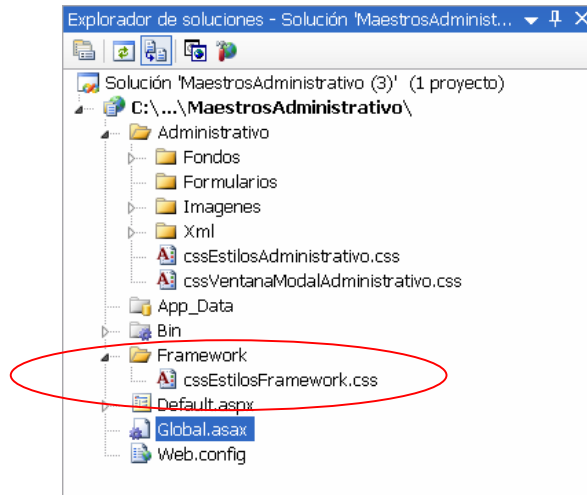 Explorador de soluciones - Solución 'MaestrosAdminist...
Solución 'MaestrosAdministrativo (3)' (1 proyecto)
C:\...\MaestrosAdministrativo\
Administrativo
Fondos
Formularios
Imagenes
Xml
cssEstilosAdministrativo.css
cssVentanaModalAdministrativo.css
App_Data
Bin
Framework
cssEstilosFramework.css
Default.aspx
Global.asax
Web.config